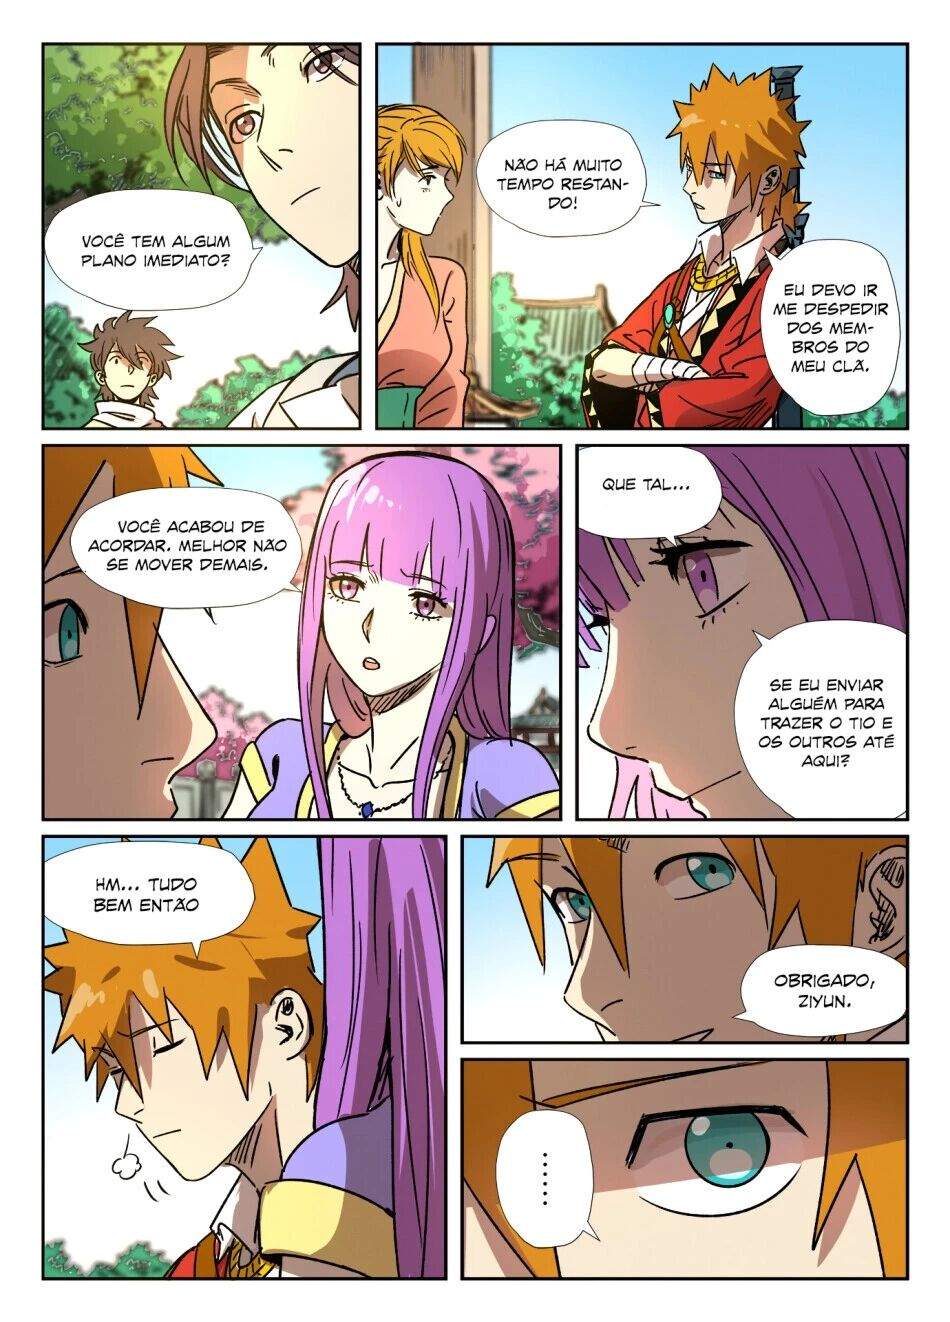 VOCÊ TEM ALGUM
PLANO IMEDIATO?
NÃO HÁ MUITO
TEMPO RESTAN-
DO!
EU DEVO IR
ME DESPEDIR
DOS MEM-
BROS DO
MEU CLÃ.
VOCÊ ACABOU DE
ACORDAR. MELHOR NÃO
SE MOVER DEMAIS.
QUE TAL...
SE EU ENVIAR
ALGUÉM PARA
TRAZER O TIO E
OS OUTROS ATÉ
AQUI?
HM... TUDO
BEM ENTÃO
OBRIGADO,
ZIYUN.
......